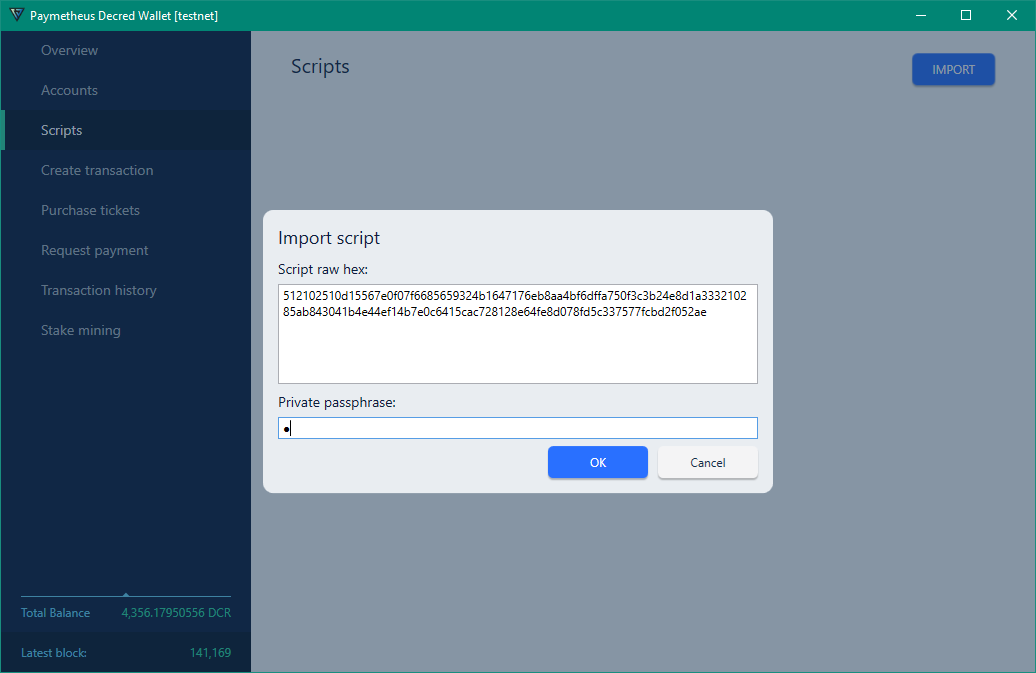 Paymetheus Decred Wallet [testnet]
Overview
Accounts
Scripts
Create transaction
Purchase tickets
Request payment
Transaction history
Stake mining
Total Balance 4,356.17950556 DCR
Latest block: 141,169
Scripts
IMPORT
Import script
Script raw hex:
512102510d15567e0f07f6685659324b1647176eb8aa4bf6dffa750f3c3b24e8d1a3332102
85ab843041b4e44ef14b7e0c6415cac728128e64fe8d078fd5c337577fcbd2f052ae
Private passphrase:
●
OK
Cancel